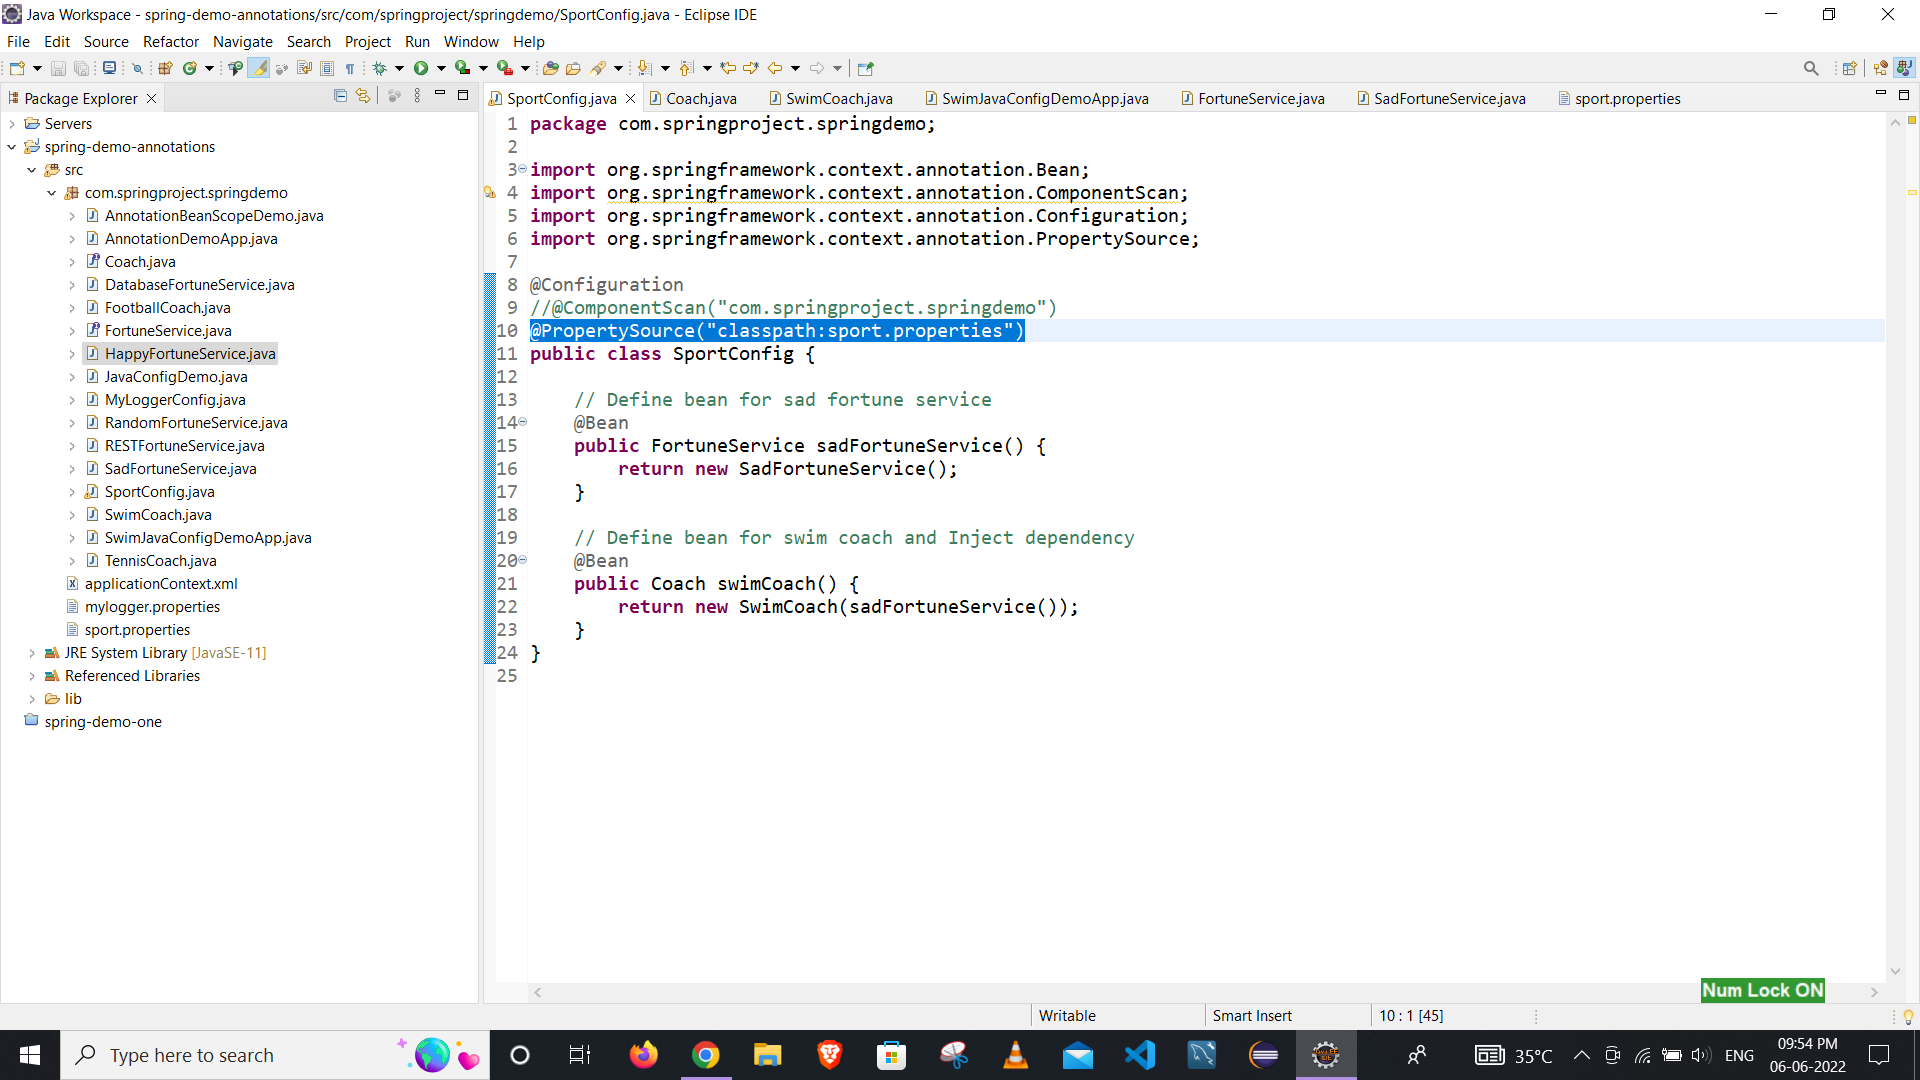 Java Workspace - spring-demo-annotations/src/com/springproject/springdemo/SportConfig.java - Eclipse IDE
File Edit Source Refactor Navigate Search Project Run Window Help
Package Explorer
Servers
spring-demo-annotations
src
com.springproject.springdemo
AnnotationBeanScopeDemo.java
AnnotationDemoApp.java
Coach.java
DatabaseFortuneService.java
FootballCoach.java
FortuneService.java
HappyFortuneService.java
JavaConfigDemo.java
MyLoggerConfig.java
RandomFortuneService.java
RESTFortuneService.java
SadFortuneService.java
SportConfig.java
SwimCoach.java
SwimJavaConfigDemoApp.java
TennisCoach.java
applicationContext.xml
mylogger.properties
sport.properties
JRE System Library [JavaSE-11]
Referenced Libraries
lib
spring-demo-one
SportConfig.java Coach.java SwimCoach.java SwimJavaConfigDemoApp.java FortuneService.java SadFortuneService.java sport.properties
1 package com.springproject.springdemo;
2
3 import org.springframework.context.annotation.Bean;
4 import org.springframework.context.annotation.ComponentScan;
5 import org.springframework.context.annotation.Configuration;
6 import org.springframework.context.annotation.PropertySource;
7
8 @Configuration
9 //@ComponentScan("com.springproject.springdemo")
10 @PropertySource("classpath:sport.properties")
11 public class SportConfig {
12
13 // Define bean for sad fortune service
14 @Bean
15 public FortuneService sadFortuneService() {
16 return new SadFortuneService();
17 }
18
19 // Define bean for swim coach and Inject dependency
20 @Bean
21 public Coach swimCoach() {
22 return new SwimCoach(sadFortuneService());
23 }
24 }
25
Num Lock ON
Writable Smart Insert 10 : 1 [45]
Type here to search
35°C ENG
09:54 PM
06-06-2022